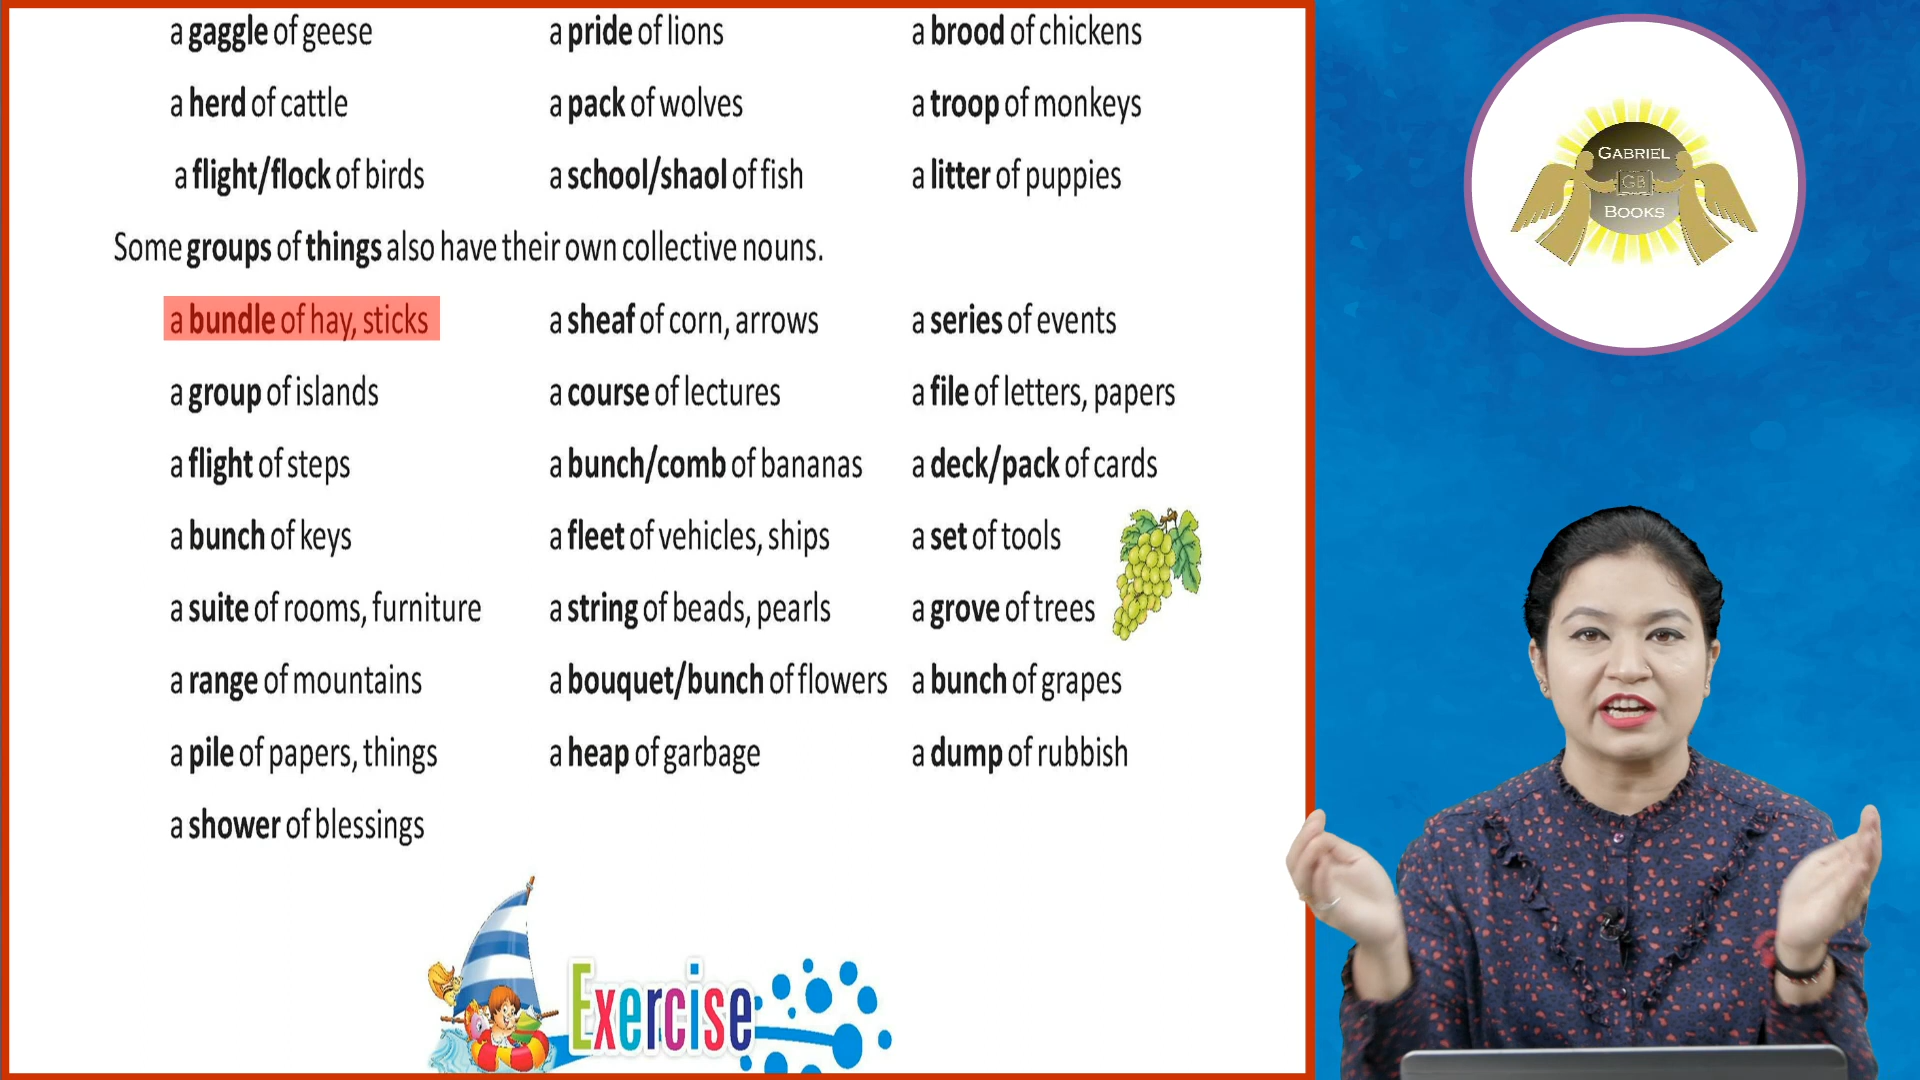 a gaggle of geese a pride of lions a brood of chickens
a herd of cattle a pack of wolves a troop of monkeys
a flight/flock of birds a school/shaol of fish a litter of puppies
Some groups of things also have their own collective nouns.
a bundle of hay, sticks a sheaf of corn, arrows a series of events
a group of islands a course of lectures a file of letters, papers
a flight of steps a bunch/comb of bananas a deck/pack of cards
a bunch of keys a fleet of vehicles, ships a set of tools
a suite of rooms, furniture a string of beads, pearls a grove of trees
a range of mountains a bouquet/bunch of flowers a bunch of grapes
a pile of papers, things a heap of garbage a dump of rubbish
a shower of blessings
Exercise
GABRIEL
GB
BOOKS